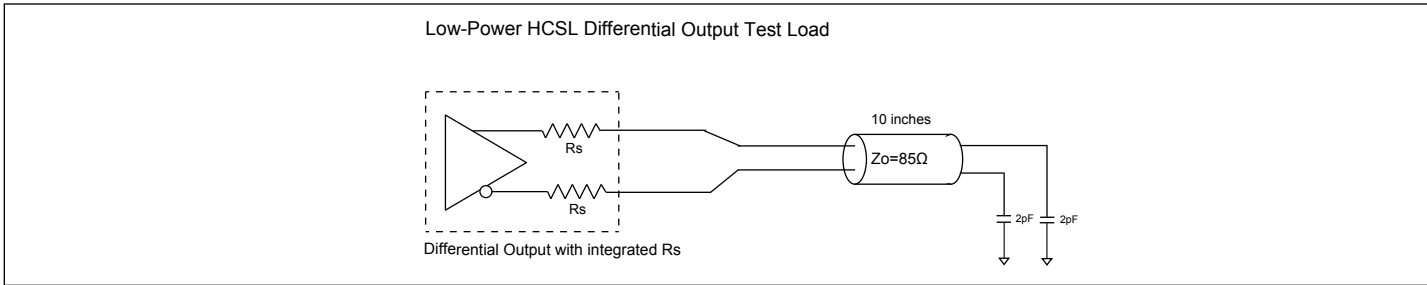 Low-Power HCSL Differential Output Test Load
10 inches
Rs
Zo=85Ω
Rs
2pF 2pF
Differential Output with integrated Rs